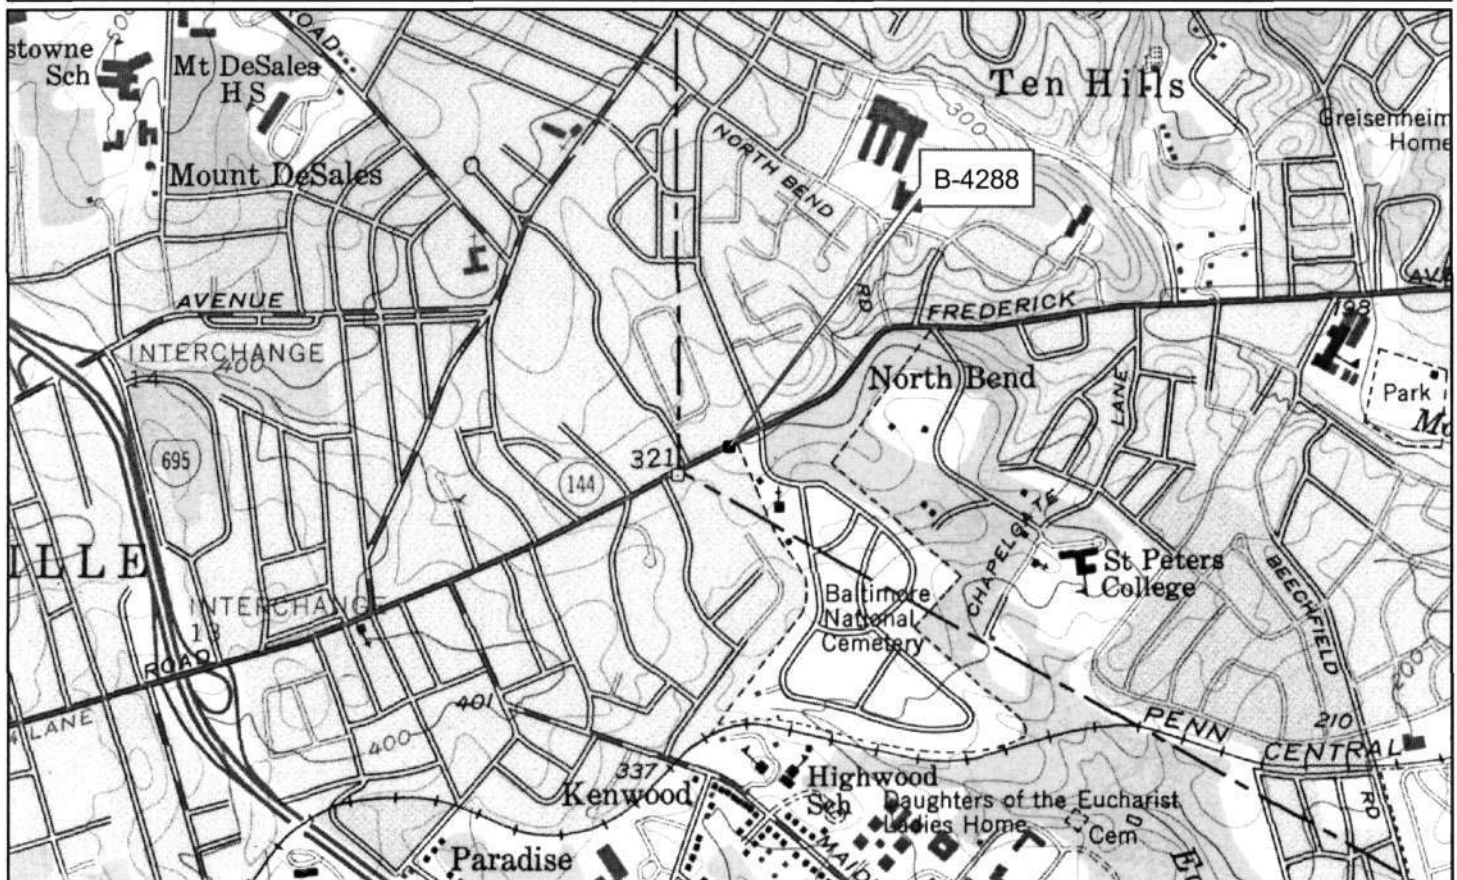 stowne
Sch
ROAD
Mt DeSales
H S
Mount DeSales
Ten Hills
300
Greisenheim
Home
NORTH BEND
B-4288
RD
AVENUE
FREDERICK
AVE
198
INTERCHANGE
14
400
North Bend
LANE
Park
695
321
144
CHAPELGATE
St Peters
College
BEECHFIELD
ILLE
INTERCHANGE
13
Baltimore
National
Cemetery
ROAD
LANE
401
400
200
210
PENN
CENTRAL
337
Kenwood
Highwood
Sch
Daughters of the Eucharist
Ladies Home
Cem
RD
Paradise